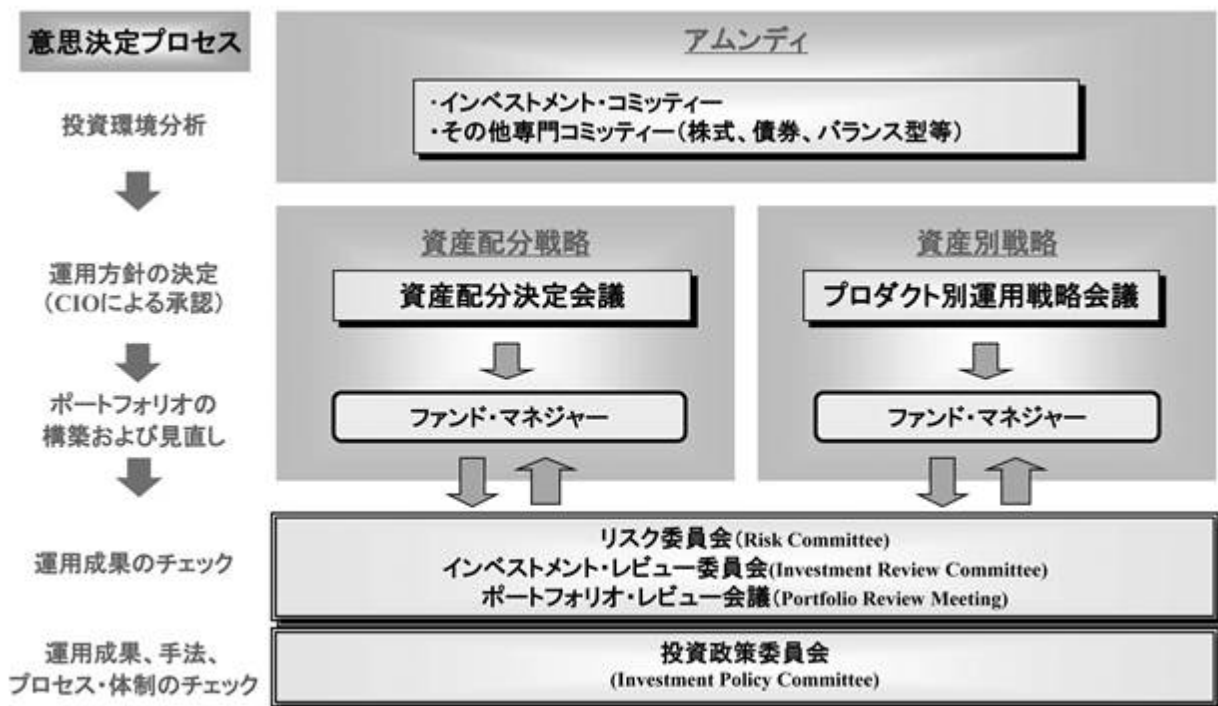 意思決定プロセス
アムンディ
投資環境分析
・インベストメント・コミッティー
・その他専門コミッティー(株式、債券、バランス型等)
運用方針の決定
(CIOによる承認)
資産配分戦略
資産配分決定会議
資産別戦略
プロダクト別運用戦略会議
ポートフォリオの
構築および見直し
ファンド・マネジャー
ファンド・マネジャー
運用成果のチェック
リスク委員会(Risk Committee)
インベストメント・レビュー委員会(Investment Review Committee)
ポートフォリオ・レビュー会議(Portfolio Review Meeting)
運用成果、手法、
プロセス・体制のチェック
投資政策委員会
(Investment Policy Committee)